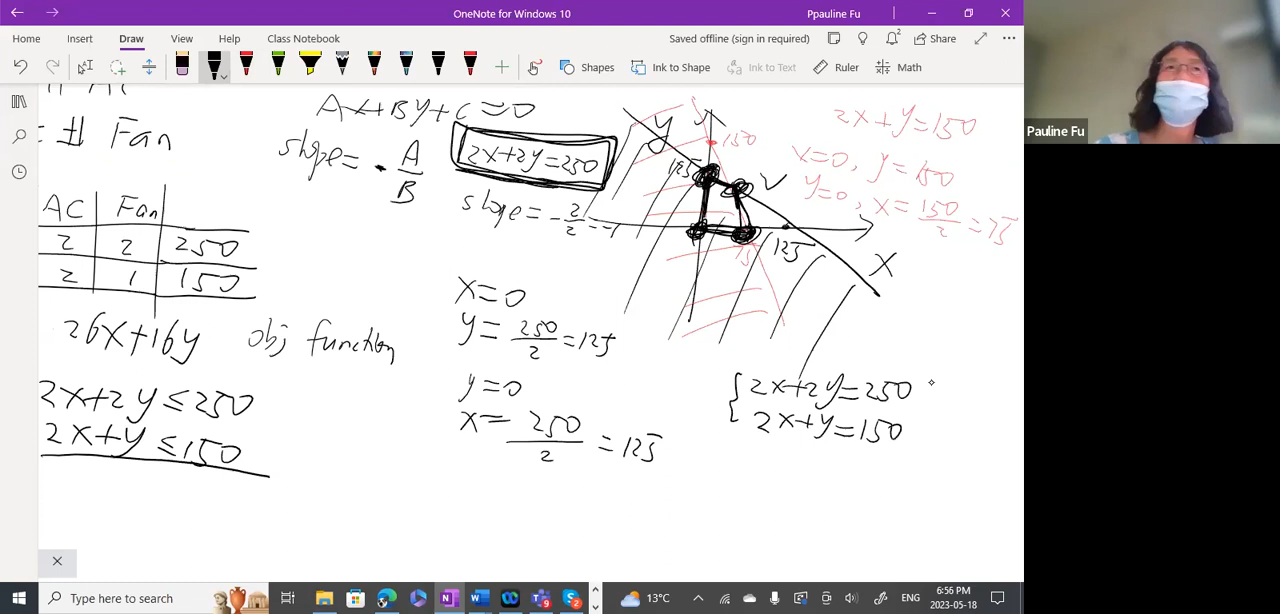 OneNote for Windows 10
Ppauline Fu
Home Insert Draw View Help Class Notebook
Saved offline (sign in required)
Share
Shapes
Ink to Shape
Ink to Text
Ruler
Math
AC
= # Fan
AC Fan
2 2 250
2 1 150
26x+16y obj function
2x+2y≤250
2x+y≤150
Ax+By+C=0
slope=-A/B
2x+2y=250
slope=-2/2=-1
x=0
y=250/2=125
y=0
x=250/2=125
y
150
125
75
125
x
2x+y=150
x=0, y=150
y=0, x=150/2=75
2x+2y=250
2x+y=150
Pauline Fu
Type here to search
13°C
ENG
6:56 PM
2023-05-18